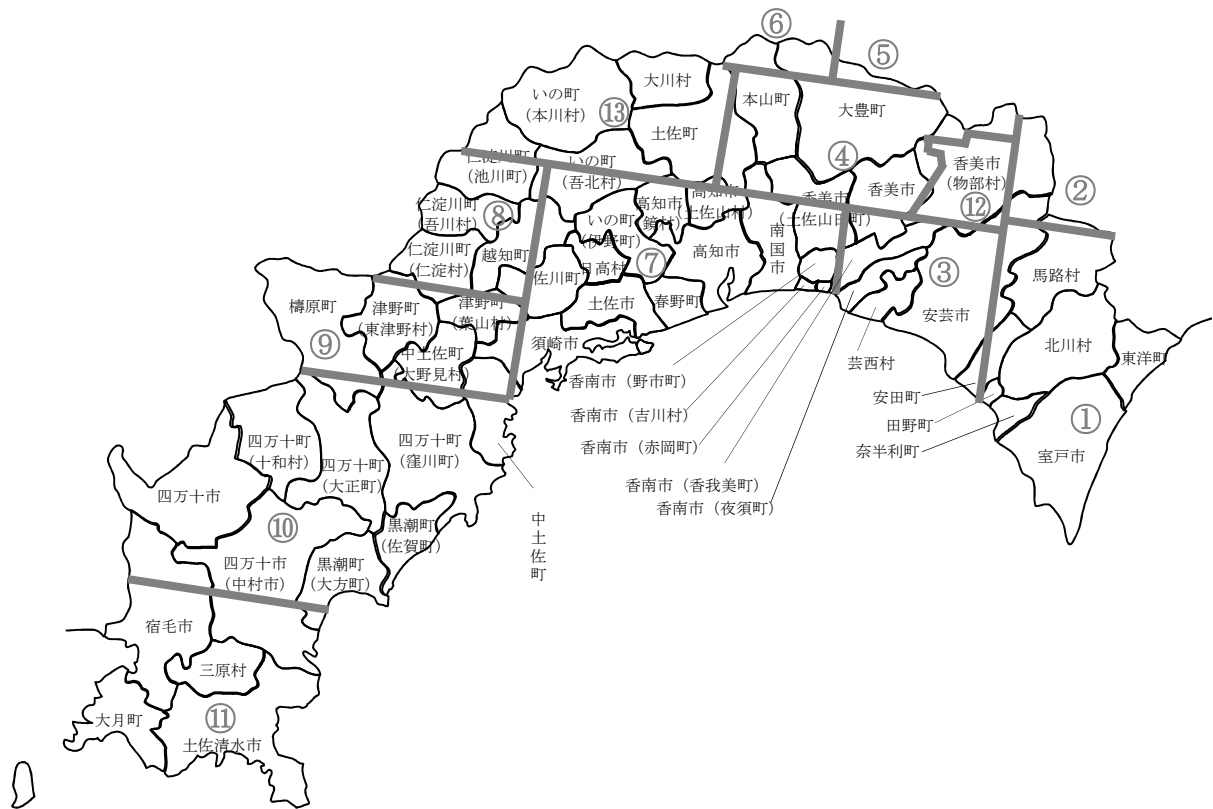 ⑥
⑤
大川村
いの町
(本川村)
⑬
本山町
大豊町
土佐町
④
香美市
(物部村)
⑫
②
仁淀川町
(池川町)
いの町
(吾北村)
香美市
仁淀川町
(吾川村)
⑧
高知市
(鏡村)
高知市
(土佐山村)
香美市
(土佐山田町)
いの町
(伊野町)
南国市
高知市
仁淀川町
(仁淀村)
越知町
日高村
⑦
③
馬路村
佐川町
檮原町
津野町
(東津野村)
津野町
(葉山村)
土佐市
春野町
安芸市
⑨
中土佐町
(大野見村)
須崎市
北川村
東洋町
芸西村
香南市(野市町)
安田町
香南市(吉川村)
田野町
①
香南市(赤岡町)
奈半利町
室戸市
香南市(香我美町)
香南市(夜須町)
四万十町
(十和村)
四万十町
(窪川町)
四万十町
(大正町)
四万十市
中土佐町
⑩
黒潮町
(佐賀町)
四万十市
(中村市)
黒潮町
(大方町)
宿毛市
三原村
大月町
⑪
土佐清水市